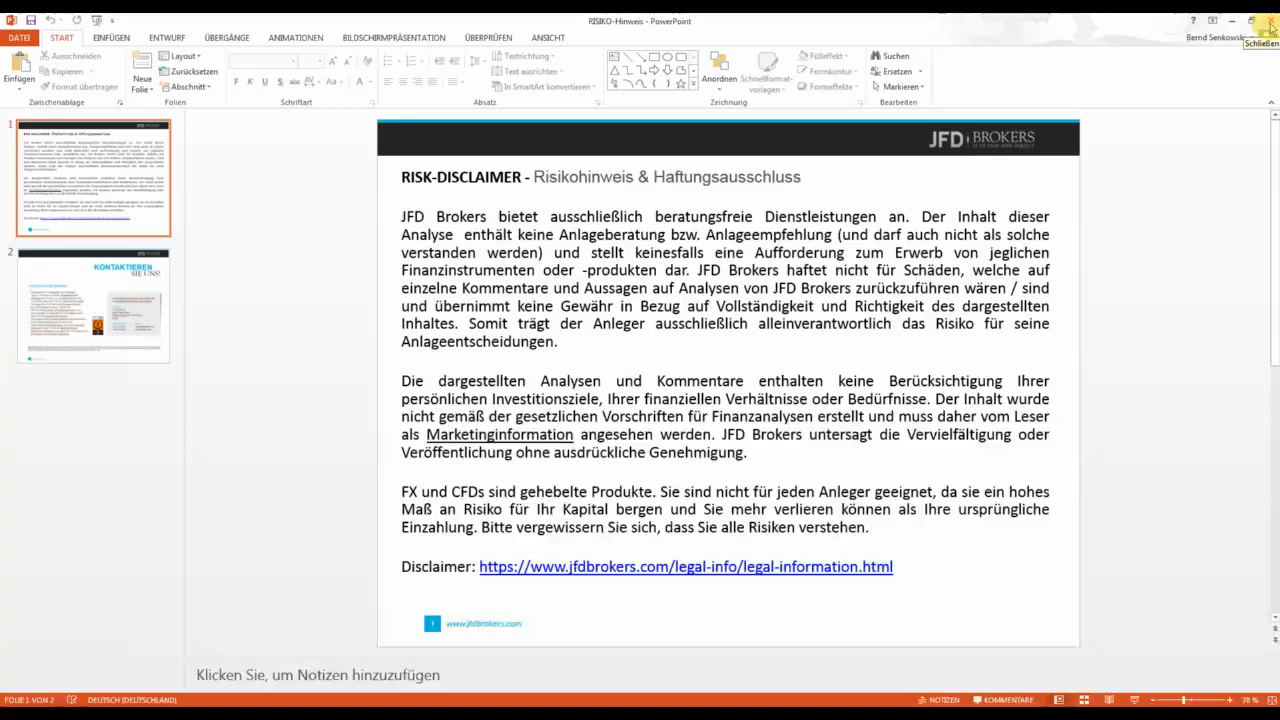 RISIKO-Hinweis - PowerPoint
DATEI START EINFÜGEN ENTWURF ÜBERGÄNGE ANIMATIONEN BILDSCHIRMPRÄSENTATION ÜBERPRÜFEN ANSICHT
Bernd Senkowski
Schließen
Einfügen
Ausschneiden
Kopieren
Format übertragen
Zwischenablage
Neue
Folie
Layout
Zurücksetzen
Abschnitt
Folien
Schriftart
Textrichtung
Text ausrichten
In SmartArt konvertieren
Absatz
Anordnen
Schnellformat-
vorlagen
Fülleffekt
Formkontur
Formeffekte
Zeichnung
Suchen
Ersetzen
Markieren
Bearbeiten
1
2
KONTAKTIEREN
SIE UNS!
JFD BROKERS
JUST FAIR AND DIRECT
RISK-DISCLAIMER - Risikohinweis & Haftungsausschluss
JFD Brokers bietet ausschließlich beratungsfreie Dienstleistungen an. Der Inhalt dieser
Analyse enthält keine Anlageberatung bzw. Anlageempfehlung (und darf auch nicht als solche
verstanden werden) und stellt keinesfalls eine Aufforderung zum Erwerb von jeglichen
Finanzinstrumenten oder -produkten dar. JFD Brokers haftet nicht für Schäden, welche auf
einzelne Kommentare und Aussagen auf Analysen von JFD Brokers zurückzuführen wären / sind
und übernimmt keine Gewähr in Bezug auf Vollständigkeit und Richtigkeit des dargestellten
Inhaltes. Somit trägt der Anleger ausschließlich alleinverantwortlich das Risiko für seine
Anlageentscheidungen.
Die dargestellten Analysen und Kommentare enthalten keine Berücksichtigung Ihrer
persönlichen Investitionsziele, Ihrer finanziellen Verhältnisse oder Bedürfnisse. Der Inhalt wurde
nicht gemäß der gesetzlichen Vorschriften für Finanzanalysen erstellt und muss daher vom Leser
als Marketinginformation angesehen werden. JFD Brokers untersagt die Vervielfältigung oder
Veröffentlichung ohne ausdrückliche Genehmigung.
FX und CFDs sind gehebelte Produkte. Sie sind nicht für jeden Anleger geeignet, da sie ein hohes
Maß an Risiko für Ihr Kapital bergen und Sie mehr verlieren können als Ihre ursprüngliche
Einzahlung. Bitte vergewissern Sie sich, dass Sie alle Risiken verstehen.
Disclaimer: https://www.jfdbrokers.com/legal-info/legal-information.html
www.jfdbrokers.com
Klicken Sie, um Notizen hinzuzufügen
FOLIE 1 VON 2 DEUTSCH (DEUTSCHLAND) NOTIZEN KOMMENTARE 78 %